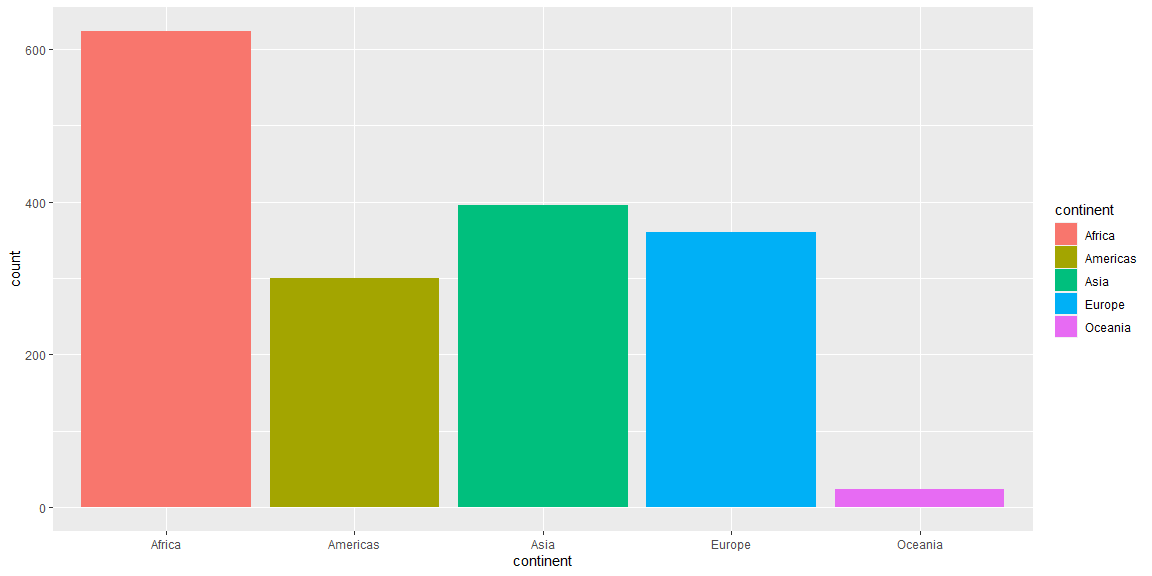 600
400
200
0
count
Africa
Americas
Asia
Europe
Oceania
continent
continent
Africa
Americas
Asia
Europe
Oceania